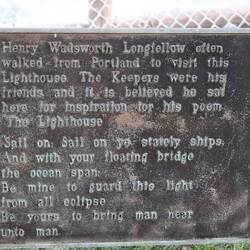 Henry Wadsworth Longfellow often
walked from Portland to visit this
Lighthouse. The Keepers were his
friends and it is believed he sat
here for inspiration for his poem
The Lighthouse
Sail on: Sail on ye stately ships
And with your floating bridge
the ocean span.
Be mine to guard this light
from all eclipse
Be yours to bring man near
unto man